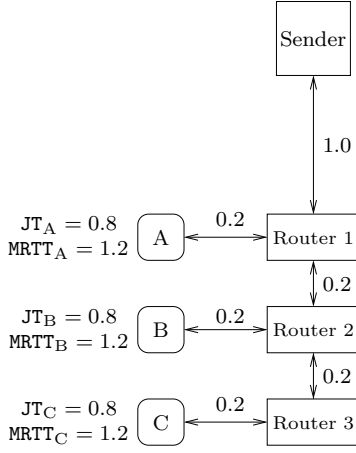 Sender
1.0
JT_A = 0.8
MRTT_A = 1.2
A
0.2
Router 1
0.2
JT_B = 0.8
MRTT_B = 1.2
B
0.2
Router 2
0.2
JT_C = 0.8
MRTT_C = 1.2
C
0.2
Router 3